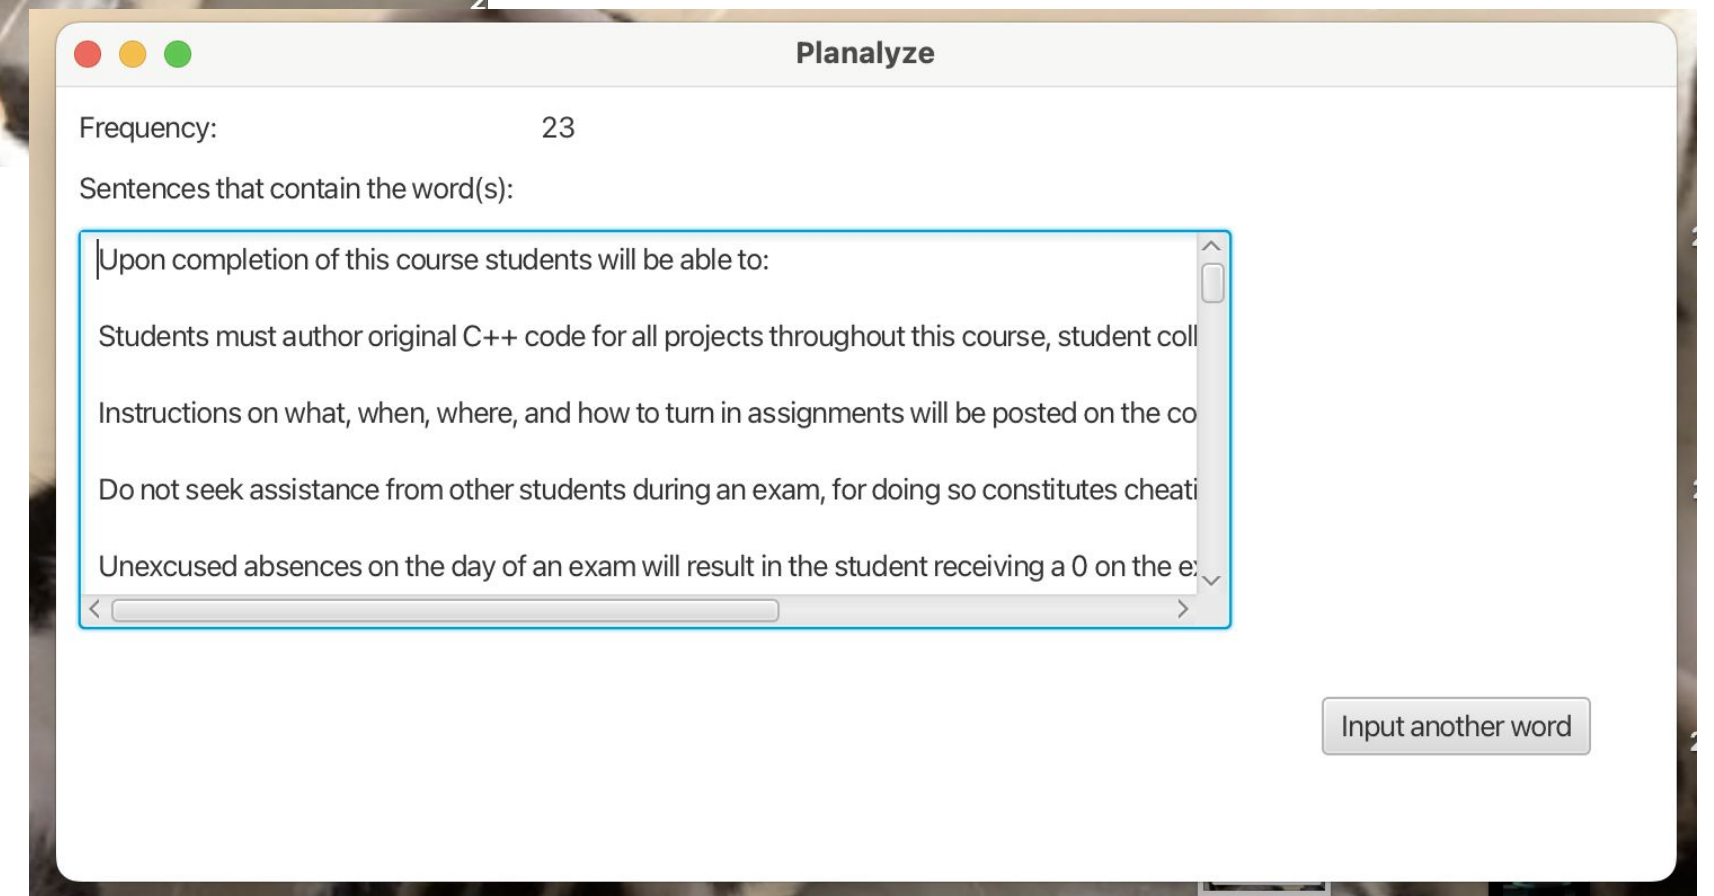 Planalyze
Frequency: 23
Sentences that contain the word(s):
Upon completion of this course students will be able to:
Students must author original C++ code for all projects throughout this course, student coll
Instructions on what, when, where, and how to turn in assignments will be posted on the co
Do not seek assistance from other students during an exam, for doing so constitutes cheati
Unexcused absences on the day of an exam will result in the student receiving a 0 on the e
Input another word